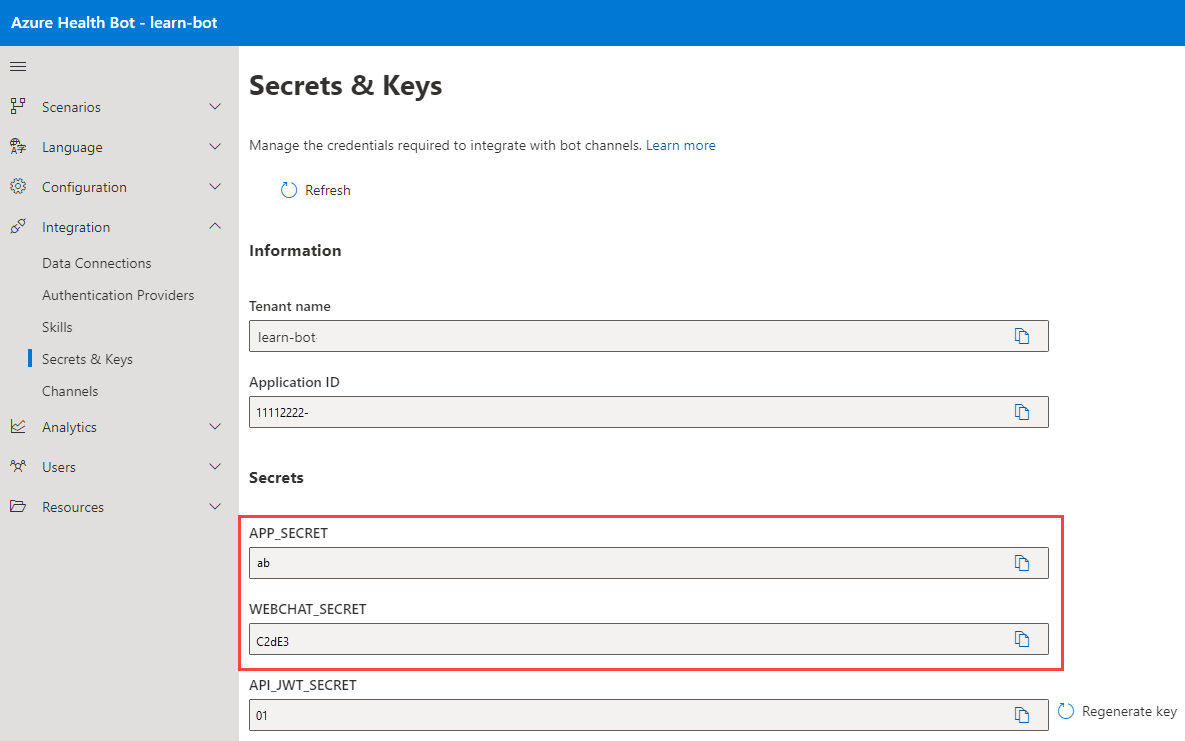 Azure Health Bot - learn-bot
Scenarios
Language
Configuration
Integration
Data Connections
Authentication Providers
Skills
Secrets & Keys
Channels
Analytics
Users
Resources
Secrets & Keys
Manage the credentials required to integrate with bot channels. Learn more
Refresh
Information
Tenant name
learn-bot
Application ID
11112222-
Secrets
APP_SECRET
ab
WEBCHAT_SECRET
C2dE3
API_JWT_SECRET
01
Regenerate key